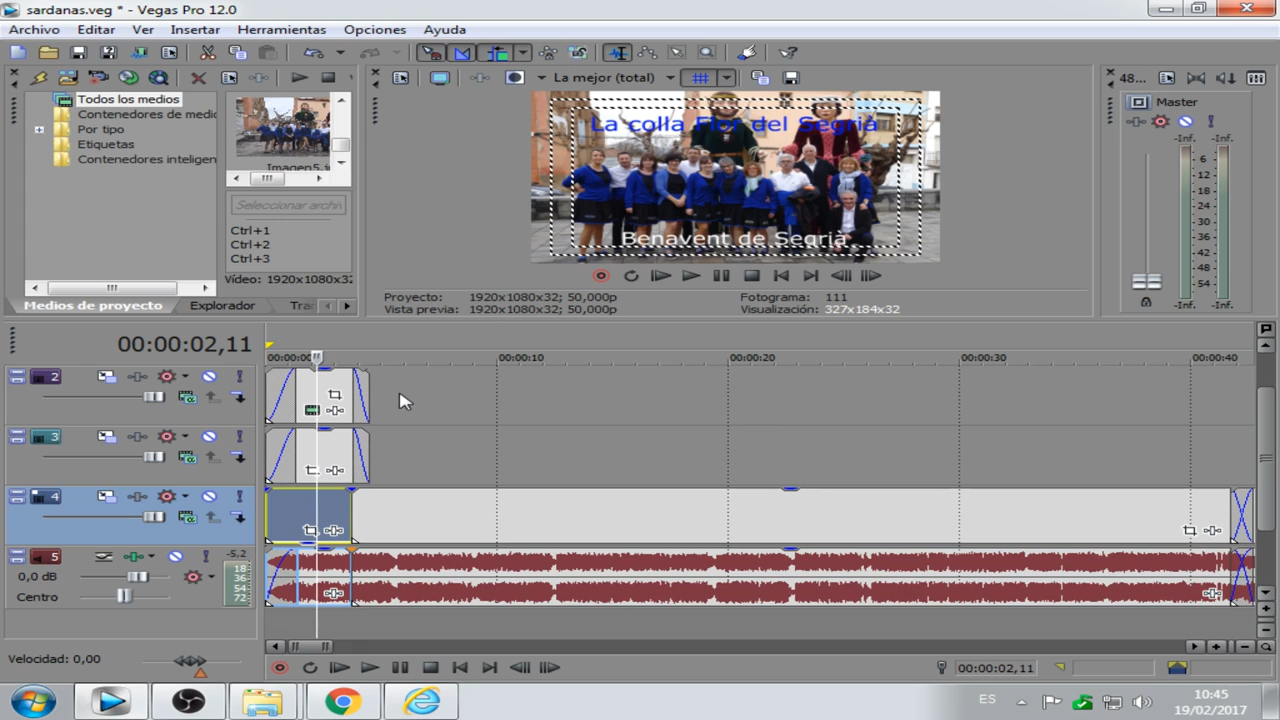 sardanas.veg * - Vegas Pro 12.0
Archivo Editar Ver Insertar Herramientas Opciones Ayuda
La mejor (total)
48...
Todos los medios
Contenedores de medic
Por tipo
Etiquetas
Contenedores inteligen
Imagen5.j
Seleccionar archiv
Ctrl+1
Ctrl+2
Ctrl+3
Vídeo: 1920x1080x32
Medios de proyecto Explorador Tra
La colla Flor del Segrià
Benavent de Segrià
Proyecto: 1920x1080x32; 50,000p
Vista previa: 1920x1080x32; 50,000p
Fotograma: 111
Visualización: 327x184x32
Master
-Inf. -Inf.
6
12
18
24
30
36
42
48
54
-Inf. -Inf.
00:00:02,11
00:00:00 00:00:10 00:00:20 00:00:30 00:00:40
2
3
4
5
-5,2
0,0 dB
Centro
18
36
54
72
Velocidad: 0,00
00:00:02,11
ES
10:45
19/02/2017